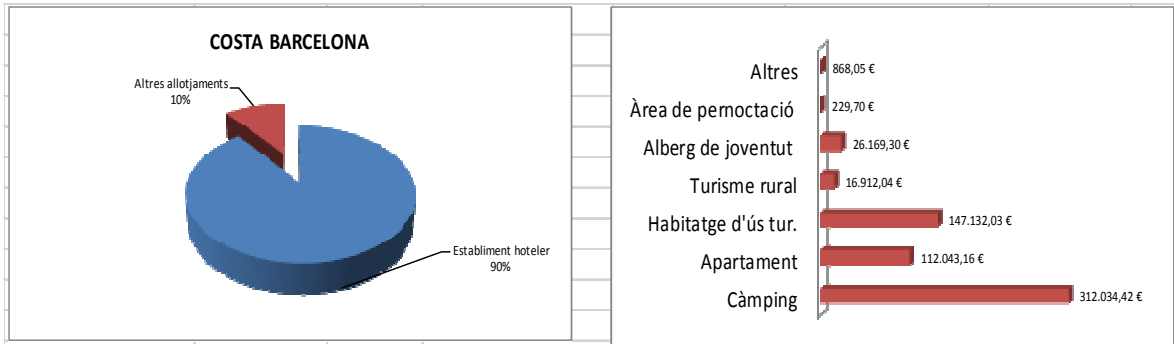 COSTA BARCELONA
Altres allotjaments
10%
Establiment hoteler
90%
Altres
868,05 €
Àrea de pernoctació
229,70 €
Alberg de joventut
26.169,30 €
Turisme rural
16.912,04 €
Habitatge d'ús tur.
147.132,03 €
Apartament
112.043,16 €
Càmping
312.034,42 €